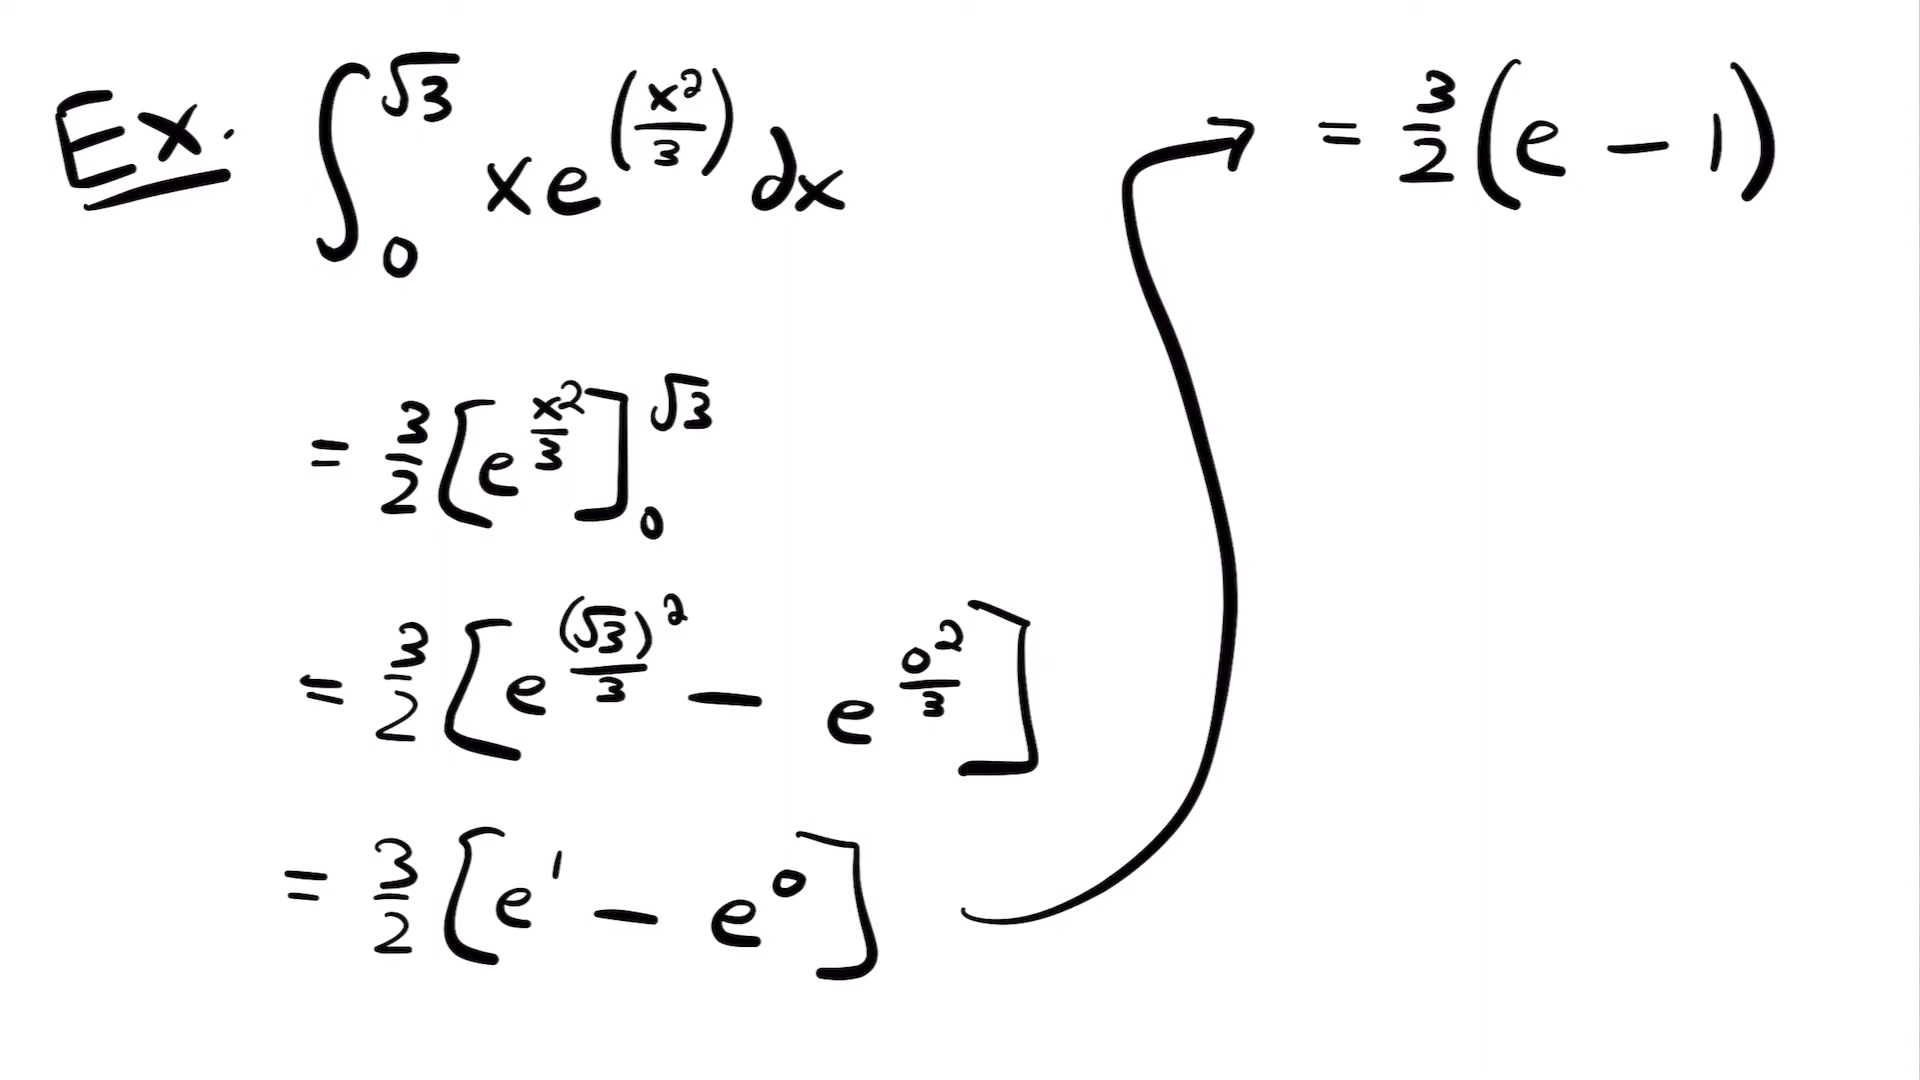 Ex. ∫₀^√3 xe^(x²/3) dx
= 3/2 [e^(x²/3)]₀^√3
= 3/2 [e^((√3)²/3) − e^(0²/3)]
= 3/2 [e¹ − e⁰]
= 3/2 (e − 1)